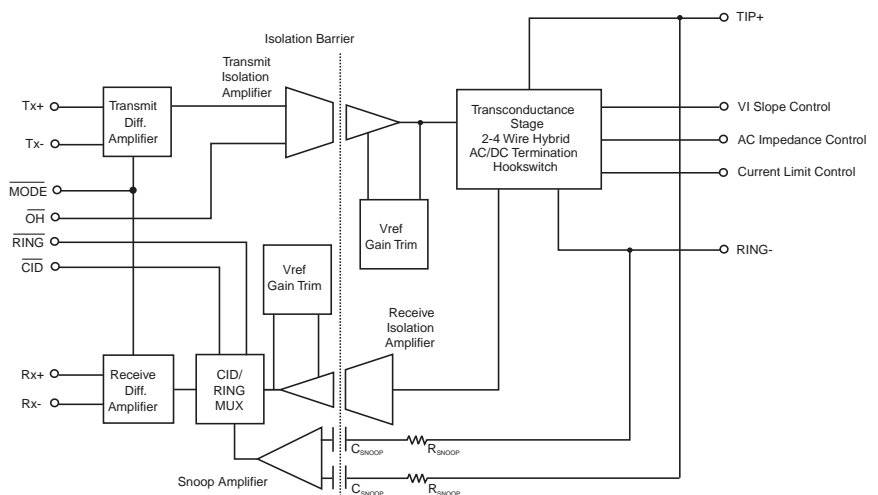 TIP+
Isolation Barrier
Transmit
Isolation
Amplifier
Tx+
Tx-
Transmit
Diff.
Amplifier
Transconductance
Stage
2-4 Wire Hybrid
AC/DC Termination
Hookswitch
VI Slope Control
AC Impedance Control
Current Limit Control
MODE
OH
RING
CID
Vref
Gain Trim
Vref
Gain Trim
RING-
Receive
Isolation
Amplifier
Rx+
Rx-
Receive
Diff.
Amplifier
CID/
RING
MUX
CSNOOP
RSNOOP
Snoop Amplifier
CSNOOP
RSNOOP